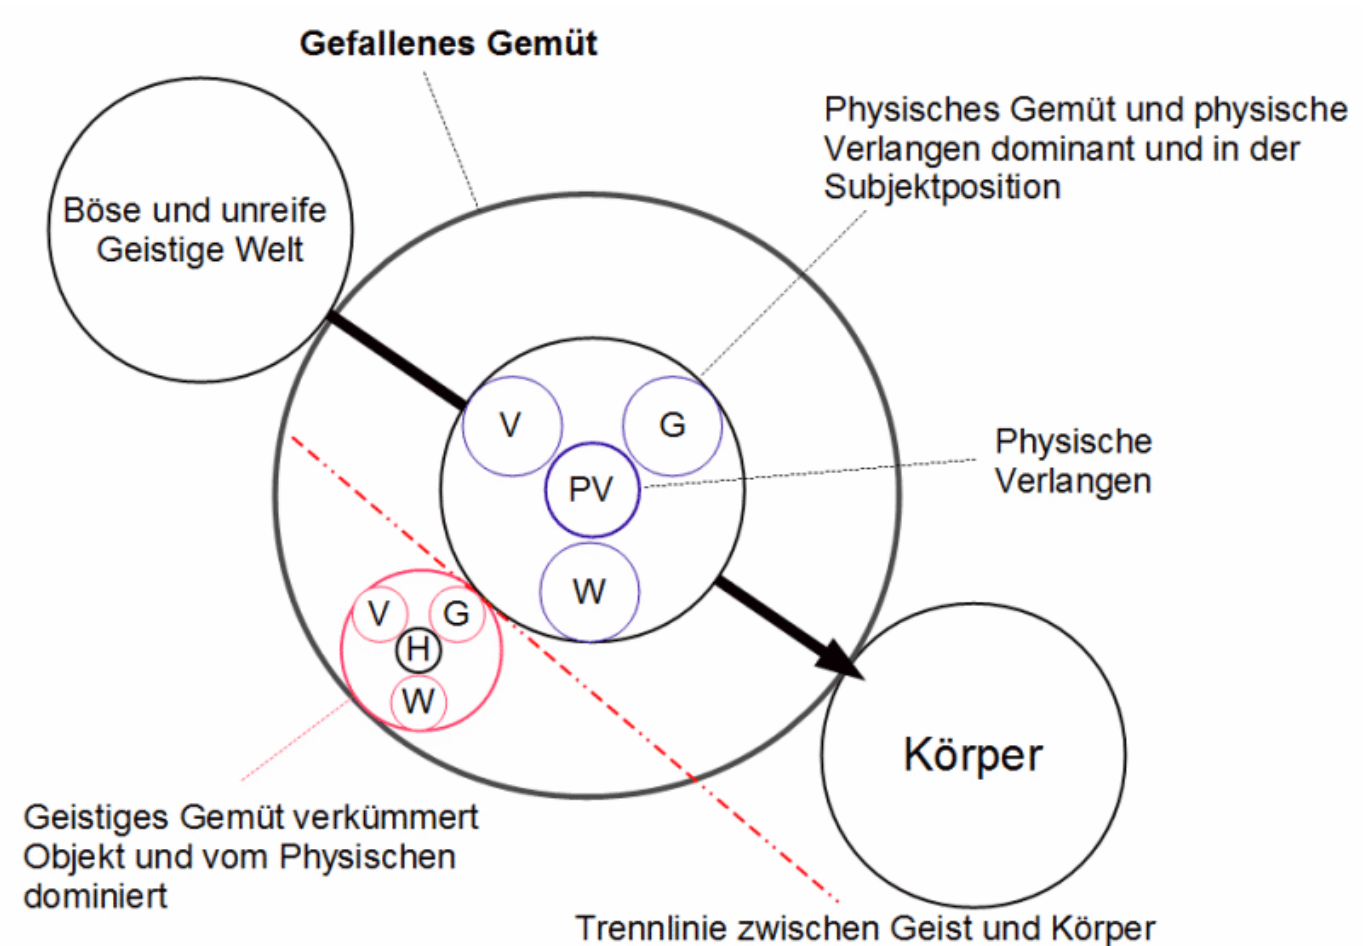 Gefallenes Gemüt
Physisches Gemüt und physische
Verlangen dominant und in der
Subjektposition
Böse und unreife
Geistige Welt
V
G
PV
W
Physische
Verlangen
V
G
H
W
Körper
Geistiges Gemüt verkümmert
Objekt und vom Physischen
dominiert
Trennlinie zwischen Geist und Körper